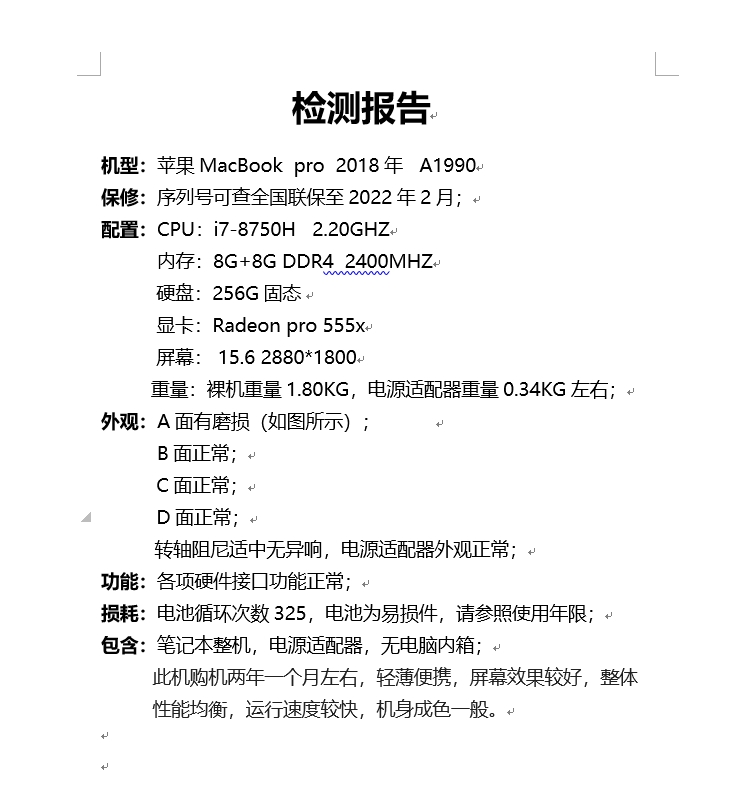 检测报告
机型：苹果 MacBook pro 2018 年 A1990
保修：序列号可查全国联保至 2022 年 2 月；
配置：CPU：i7-8750H 2.20GHZ
内存：8G+8G DDR4 2400MHZ
硬盘：256G 固态
显卡：Radeon pro 555x
屏幕： 15.6 2880*1800
重量：裸机重量 1.80KG，电源适配器重量 0.34KG 左右；
外观：A 面有磨损（如图所示）；
B 面正常；
C 面正常；
D 面正常；
转轴阻尼适中无异响，电源适配器外观正常；
功能：各项硬件接口功能正常；
损耗：电池循环次数 325，电池为易损件，请参照使用年限；
包含：笔记本整机，电源适配器，无电脑内箱；
此机购机两年一个月左右，轻薄便携，屏幕效果较好，整体
性能均衡，运行速度较快，机身成色一般。